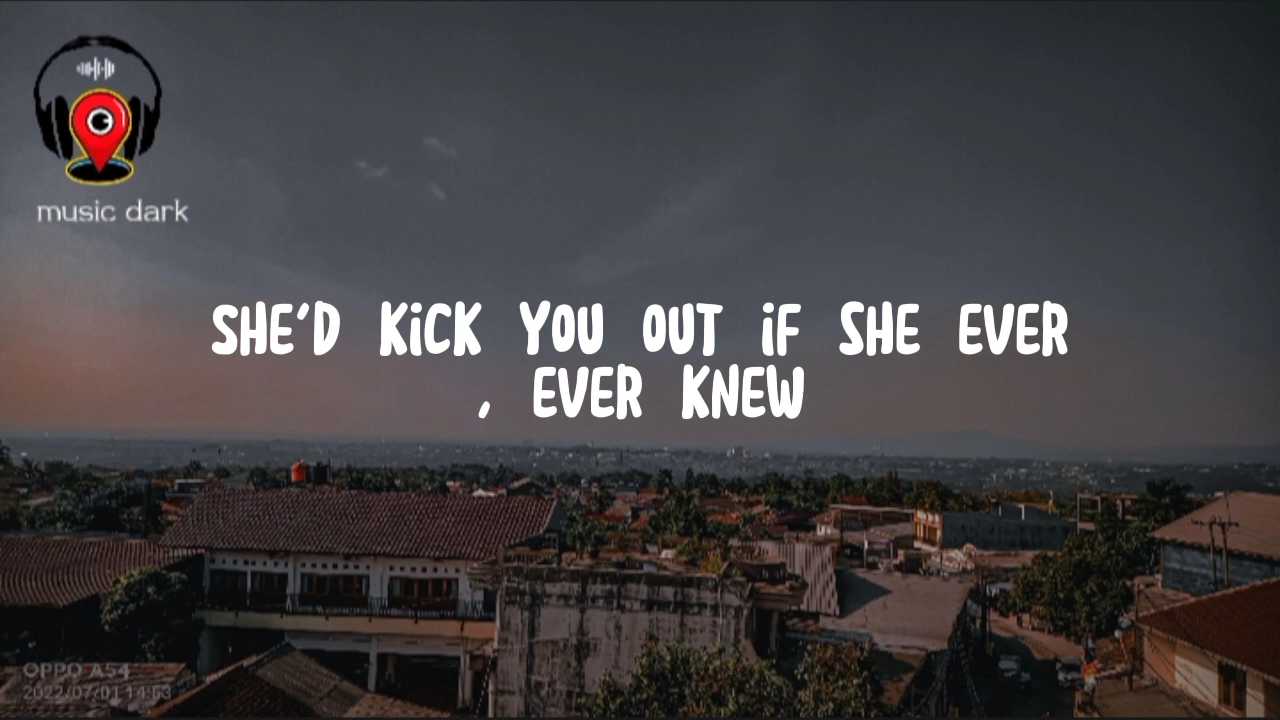 music dark
SHE'D KiCK YOU OUT iF SHE EVER
, EVER KNEW
OPPO A54
2022/07/01 14:53